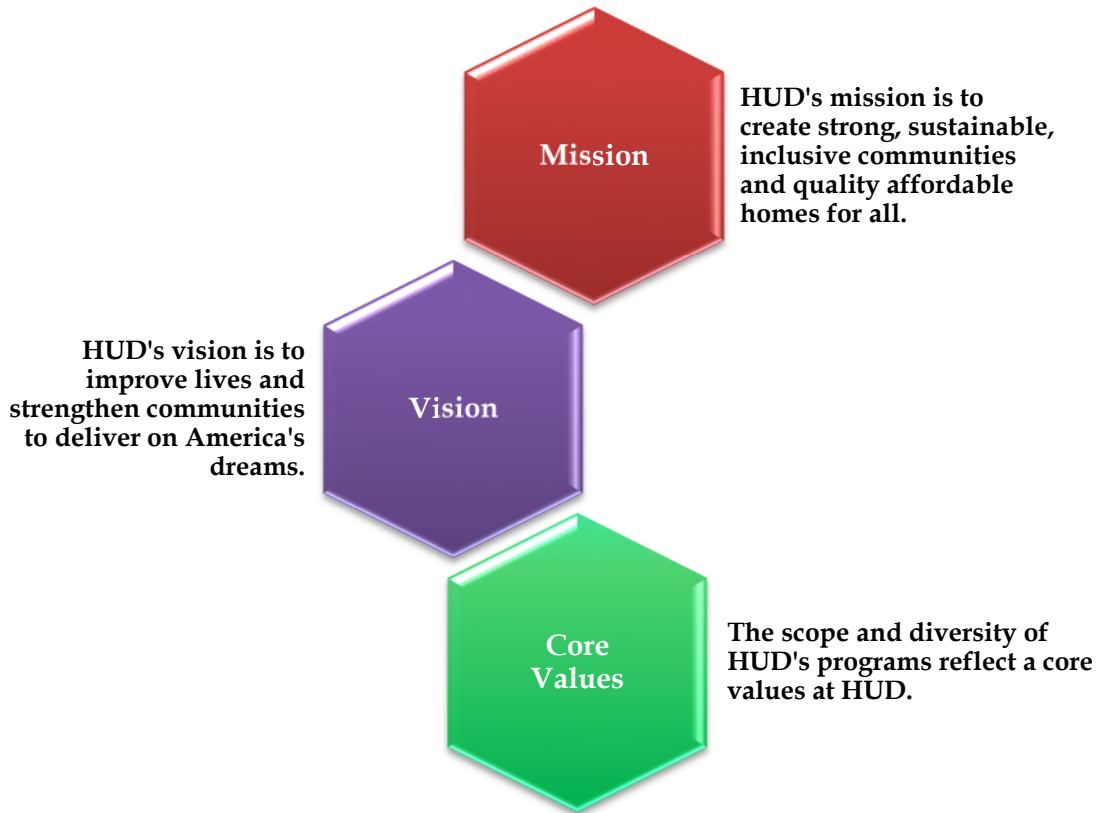 Mission
HUD's mission is to
create strong, sustainable,
inclusive communities
and quality affordable
homes for all.
HUD's vision is to
improve lives and
strengthen communities
to deliver on America's
dreams.
Vision
Core
Values
The scope and diversity of
HUD's programs reflect a core
values at HUD.